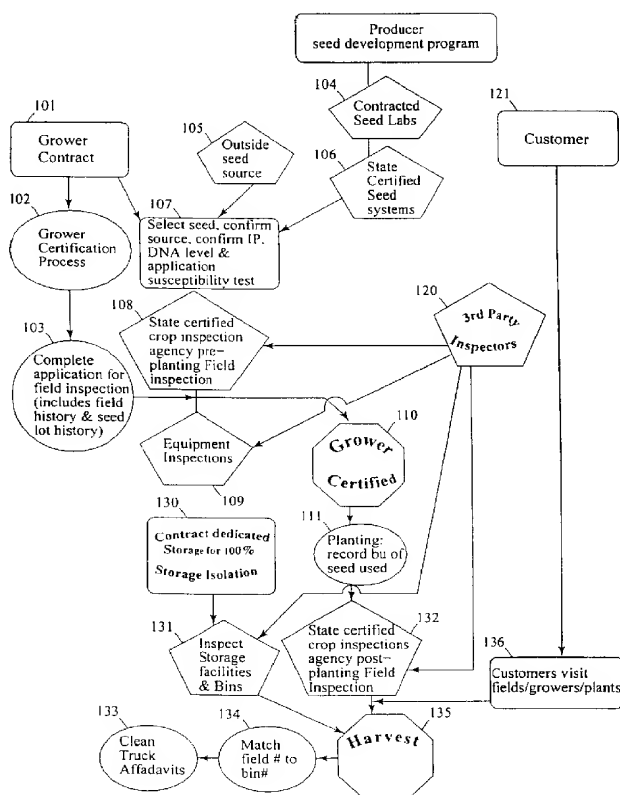 Producer
seed development program
104
Contracted
Seed Labs
121
Customer
101
Grower
Contract
105
Outside
seed
source
106
State
Certified
Seed
systems
102
Grower
Certification
Process
107
Select seed, confirm
source, confirm IP,
DNA level &
application
susceptibility test
108
State certified
crop inspection
agency pre-
planting Field
inspection
120
3rd Party
Inspectors
103
Complete
application for
field inspection
(includes field
history & seed
lot history)
Equipment
Inspections
109
110
Grower
Certified
130
Contract dedicated
Storage for 100%
Storage Isolation
111
Planting:
record bu of
seed used
131
Inspect
Storage
facilities
& Bins
132
State certified
crop inspections
agency post-
planting Field
Inspection
136
Customers visit
fields/growers/plants
133
Clean
Truck
Affadavits
134
Match
field # to
bin#
135
Harvest